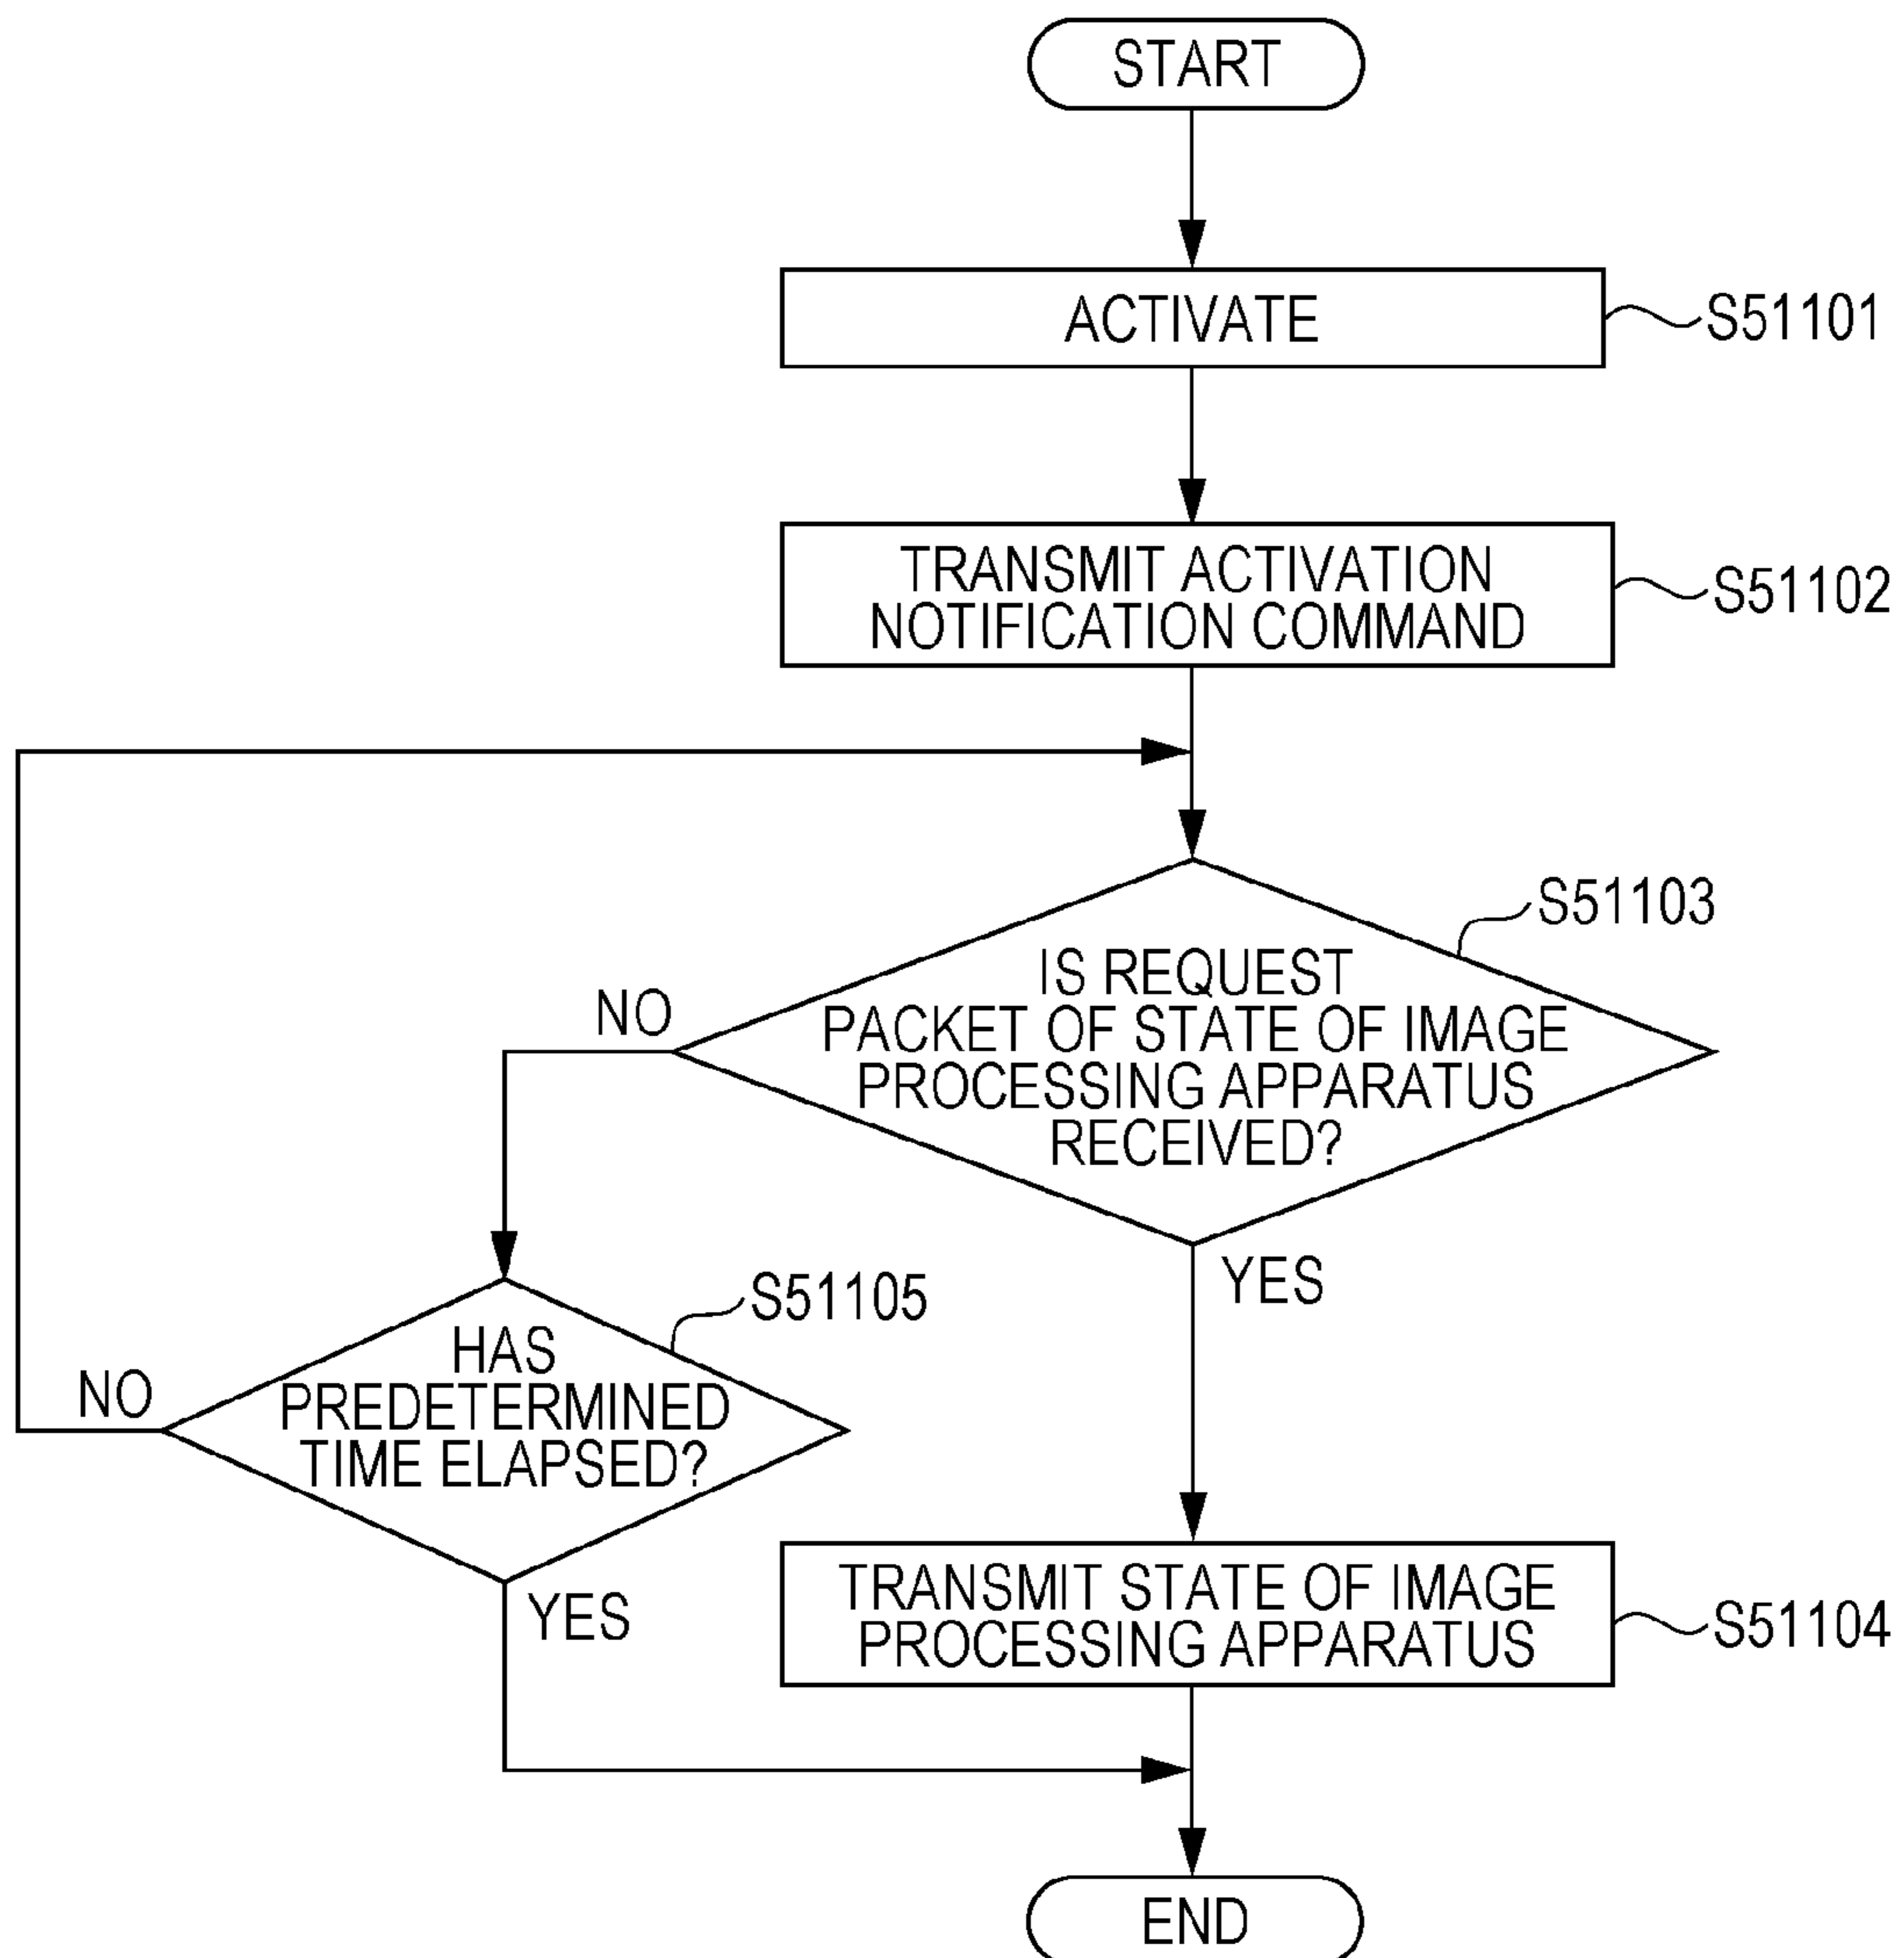 START
ACTIVATE
S51101
TRANSMIT ACTIVATION
NOTIFICATION COMMAND
S51102
S51103
IS REQUEST
PACKET OF STATE OF IMAGE
PROCESSING APPARATUS
RECEIVED?
NO
YES
S51105
HAS
PREDETERMINED
TIME ELAPSED?
NO
YES
TRANSMIT STATE OF IMAGE
PROCESSING APPARATUS
S51104
END